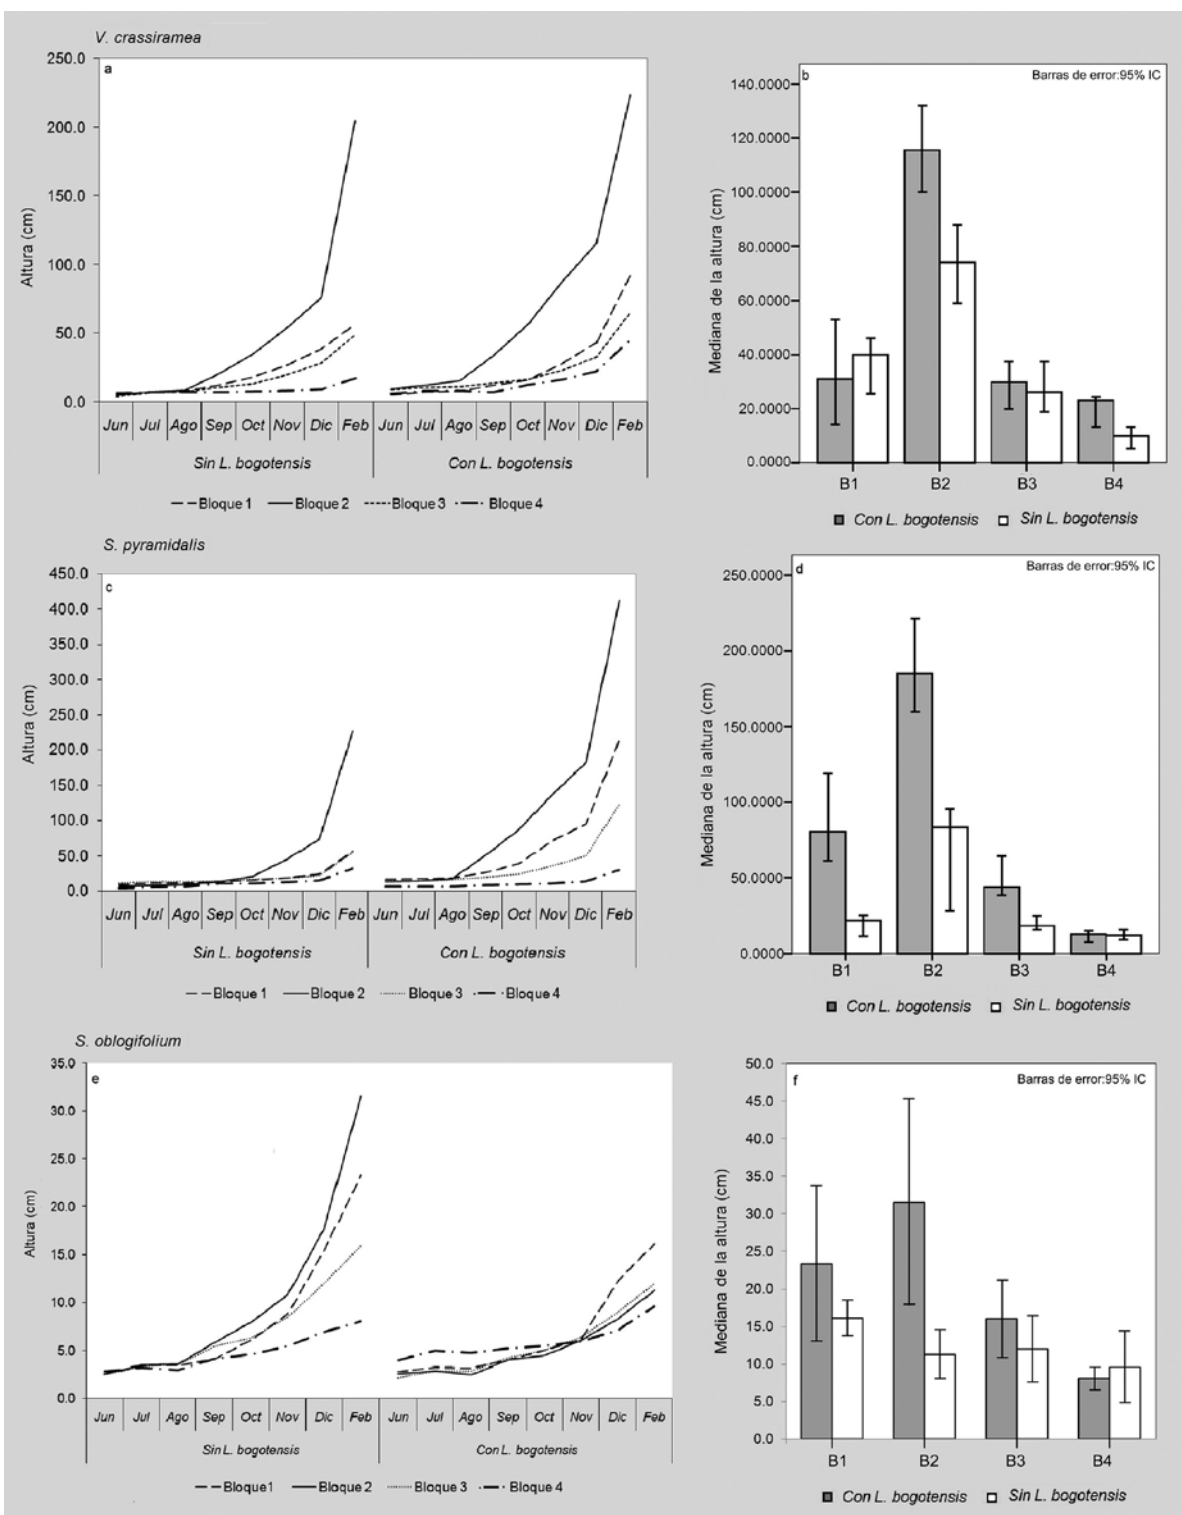 V. crassiramea
a
250.0
200.0
150.0
100.0
50.0
0.0
Altura (cm)
Jun Jul Ago Sep Oct Nov Dic Feb Jun Jul Ago Sep Oct Nov Dic Feb
Sin L. bogotensis Con L. bogotensis
Bloque 1 Bloque 2 Bloque 3 Bloque 4
b
Barras de error:95% IC
140.0000
120.0000
100.0000
80.0000
60.0000
40.0000
20.0000
0.0000
Mediana de la altura (cm)
B1 B2 B3 B4
Con L. bogotensis Sin L. bogotensis
S. pyramidalis
c
450.0
400.0
350.0
300.0
250.0
200.0
150.0
100.0
50.0
0.0
Altura (cm)
Jun Jul Ago Sep Oct Nov Dic Feb Jun Jul Ago Sep Oct Nov Dic Feb
Sin L. bogotensis Con L. bogotensis
Bloque 1 Bloque 2 Bloque 3 Bloque 4
d
Barras de error:95% IC
250.0000
200.0000
150.0000
100.0000
50.0000
0.0000
Mediana de la altura (cm)
B1 B2 B3 B4
Con L. bogotensis Sin L. bogotensis
S. oblogifolium
e
35.0
30.0
25.0
20.0
15.0
10.0
5.0
0.0
Altura (cm)
Jun Jul Ago Sep Oct Nov Dic Feb Jun Jul Ago Sep Oct Nov Dic Feb
Sin L. bogotensis Con L. bogotensis
Bloque1 Bloque 2 Bloque 3 Bloque 4
f
Barras de error:95% IC
50.0
45.0
40.0
35.0
30.0
25.0
20.0
15.0
10.0
5.0
0.0
Mediana de la altura (cm)
B1 B2 B3 B4
Con L. bogotensis Sin L. bogotensis